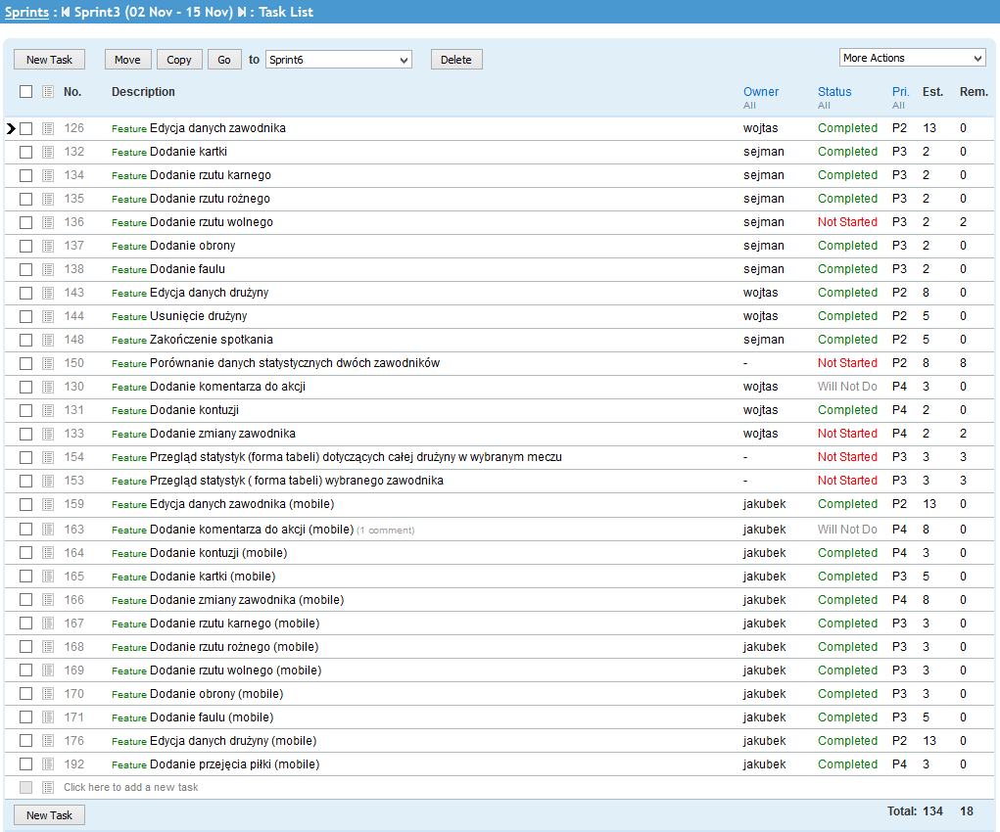 Sprints : Sprint3 (02 Nov - 15 Nov) : Task List
New Task Move Copy Go to Sprint6 Delete More Actions
No. Description Owner Status Pri. Est. Rem.
All All All
126 Feature Edycja danych zawodnika wojtas Completed P2 13 0
132 Feature Dodanie kartki sejman Completed P3 2 0
134 Feature Dodanie rzutu karnego sejman Completed P3 2 0
135 Feature Dodanie rzutu rożnego sejman Completed P3 2 0
136 Feature Dodanie rzutu wolnego sejman Not Started P3 2 2
137 Feature Dodanie obrony sejman Completed P3 2 0
138 Feature Dodanie faulu sejman Completed P3 2 0
143 Feature Edycja danych drużyny wojtas Completed P2 8 0
144 Feature Usunięcie drużyny wojtas Completed P2 5 0
148 Feature Zakończenie spotkania sejman Completed P2 5 0
150 Feature Porównanie danych statystycznych dwóch zawodników - Not Started P2 8 8
130 Feature Dodanie komentarza do akcji wojtas Will Not Do P4 3 0
131 Feature Dodanie kontuzji wojtas Completed P4 2 0
133 Feature Dodanie zmiany zawodnika wojtas Not Started P4 2 2
154 Feature Przegląd statystyk (forma tabeli) dotyczących całej drużyny w wybranym meczu - Not Started P3 3 3
153 Feature Przegląd statystyk ( forma tabeli) wybranego zawodnika - Not Started P3 3 3
159 Feature Edycja danych zawodnika (mobile) jakubek Completed P2 13 0
163 Feature Dodanie komentarza do akcji (mobile) (1 comment) jakubek Will Not Do P4 8 0
164 Feature Dodanie kontuzji (mobile) jakubek Completed P4 3 0
165 Feature Dodanie kartki (mobile) jakubek Completed P3 5 0
166 Feature Dodanie zmiany zawodnika (mobile) jakubek Completed P4 8 0
167 Feature Dodanie rzutu karnego (mobile) jakubek Completed P3 3 0
168 Feature Dodanie rzutu rożnego (mobile) jakubek Completed P3 3 0
169 Feature Dodanie rzutu wolnego (mobile) jakubek Completed P3 3 0
170 Feature Dodanie obrony (mobile) jakubek Completed P3 3 0
171 Feature Dodanie faulu (mobile) jakubek Completed P3 5 0
176 Feature Edycja danych drużyny (mobile) jakubek Completed P2 13 0
192 Feature Dodanie przejęcia piłki (mobile) jakubek Completed P4 3 0
Click here to add a new task
New Task Total: 134 18